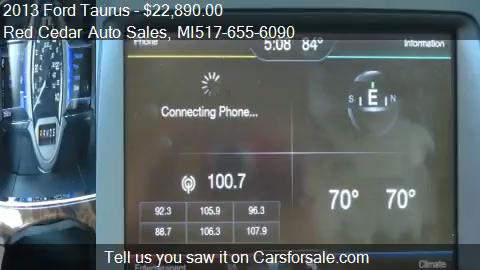 2013 Ford Taurus - $22,890.00
Red Cedar Auto Sales, MI517-655-6090
Phone
5:08 84°
Connecting Phone...
S E N
100.7
70° 70°
92.3 105.9 96.3
88.7 106.3 107.9
Tell us you saw it on Carsforsale.com
Entertainment
Climate